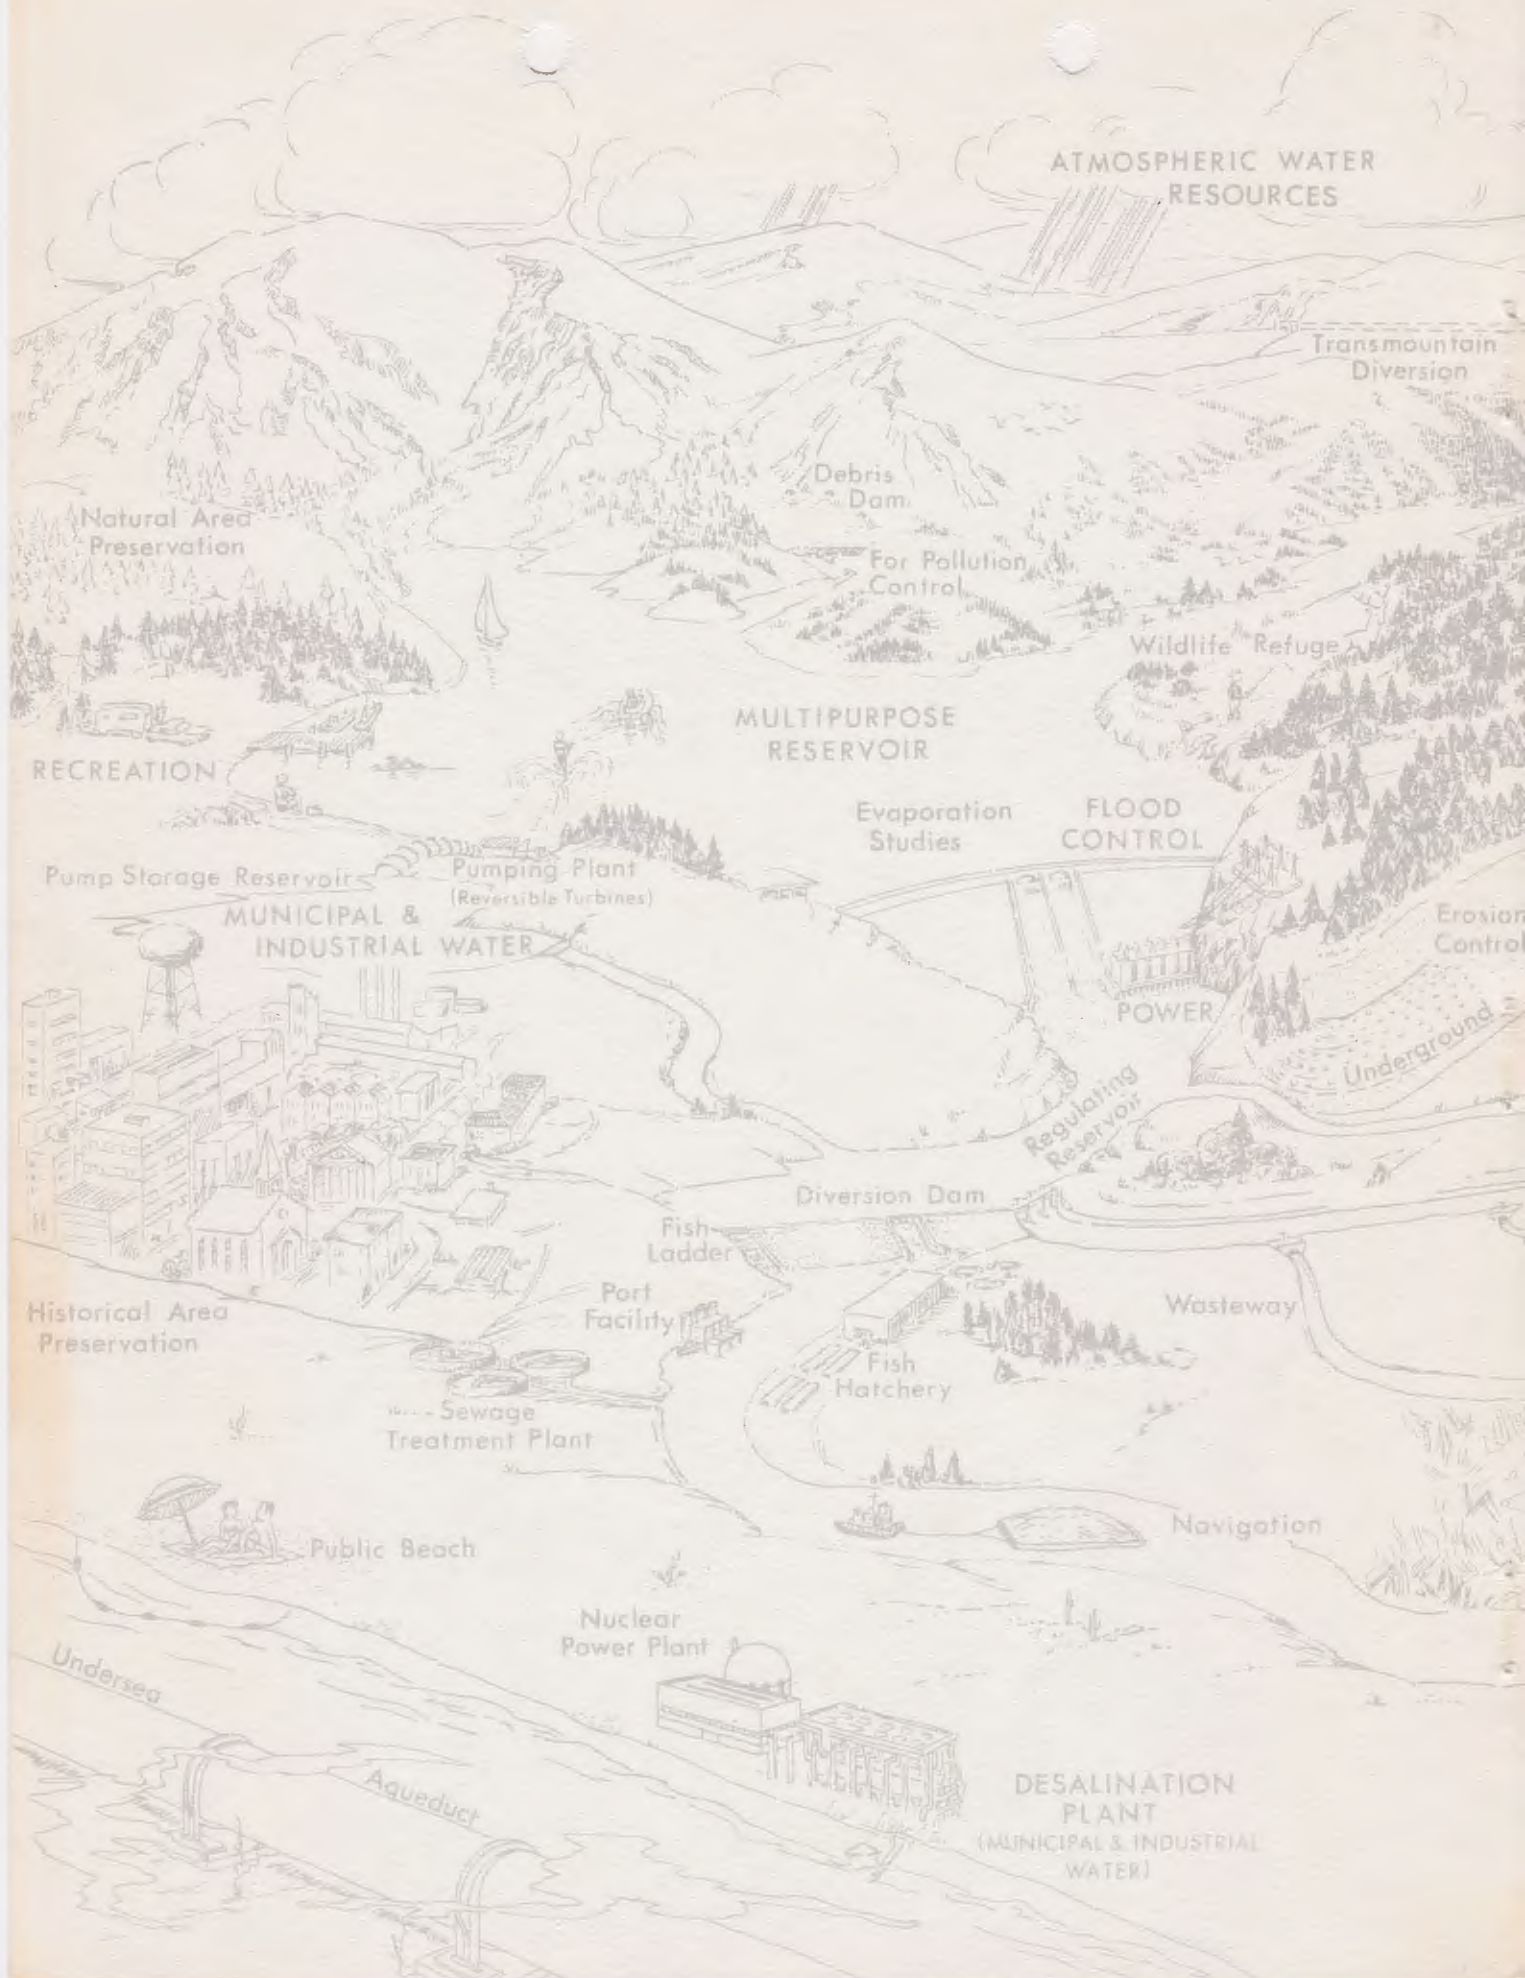 ATMOSPHERIC WATER
RESOURCES
Transmountain
Diversion
Debris
Dam
Natural Area
Preservation
For Pollution
Control
Wildlife Refuge
MULTIPURPOSE
RESERVOIR
RECREATION
Evaporation
Studies
FLOOD
CONTROL
Pump Storage Reservoir
Pumping Plant
(Reversible Turbines)
MUNICIPAL &
INDUSTRIAL WATER
Erosion
Control
POWER
Underground
Regulating
Reservoir
Diversion Dam
Fish
Ladder
Port
Facility
Wasteway
Historical Area
Preservation
Fish
Hatchery
Sewage
Treatment Plant
Navigation
Public Beach
Nuclear
Power Plant
Undersea
Aqueduct
DESALINATION
PLANT
(MUNICIPAL & INDUSTRIAL
WATER)